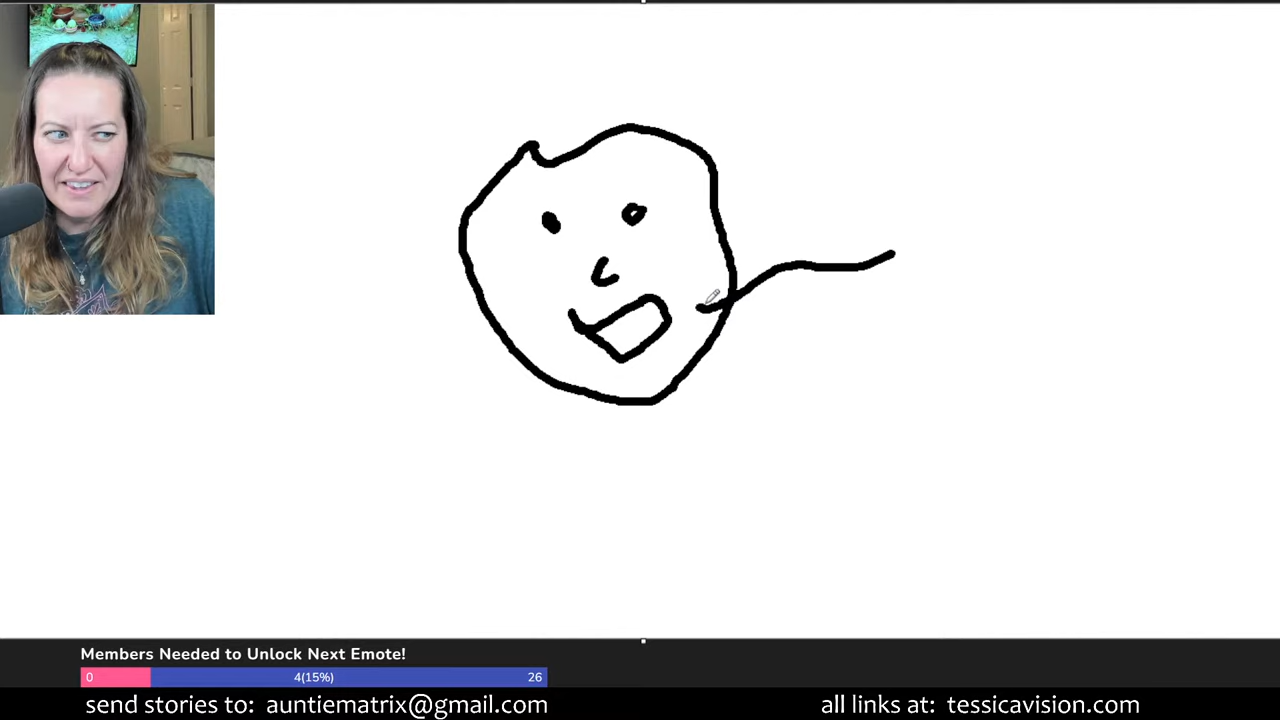 Members Needed to Unlock Next Emote!
0 4(15%) 26
send stories to: auntiematrix@gmail.com all links at: tessicavision.com